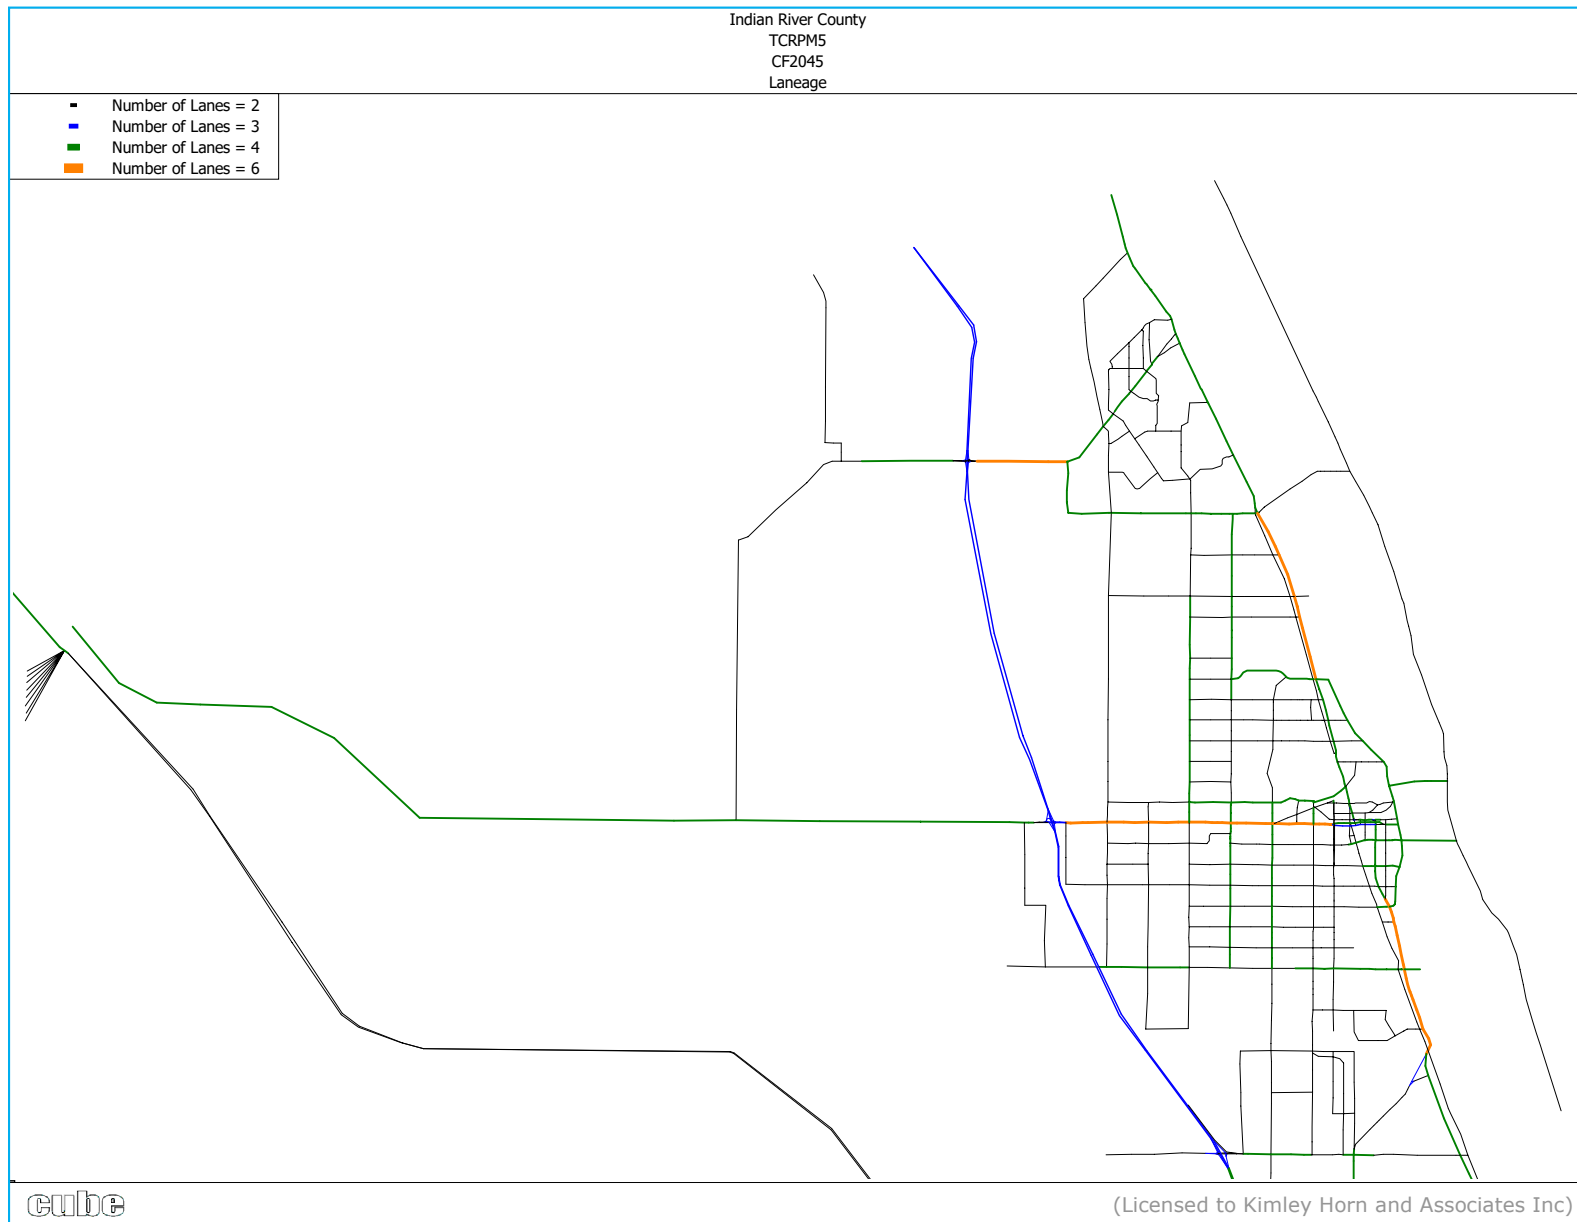 Indian River County
TCRPM5
CF2045
Laneage
Number of Lanes = 2
Number of Lanes = 3
Number of Lanes = 4
Number of Lanes = 6
cube
(Licensed to Kimley Horn and Associates Inc)